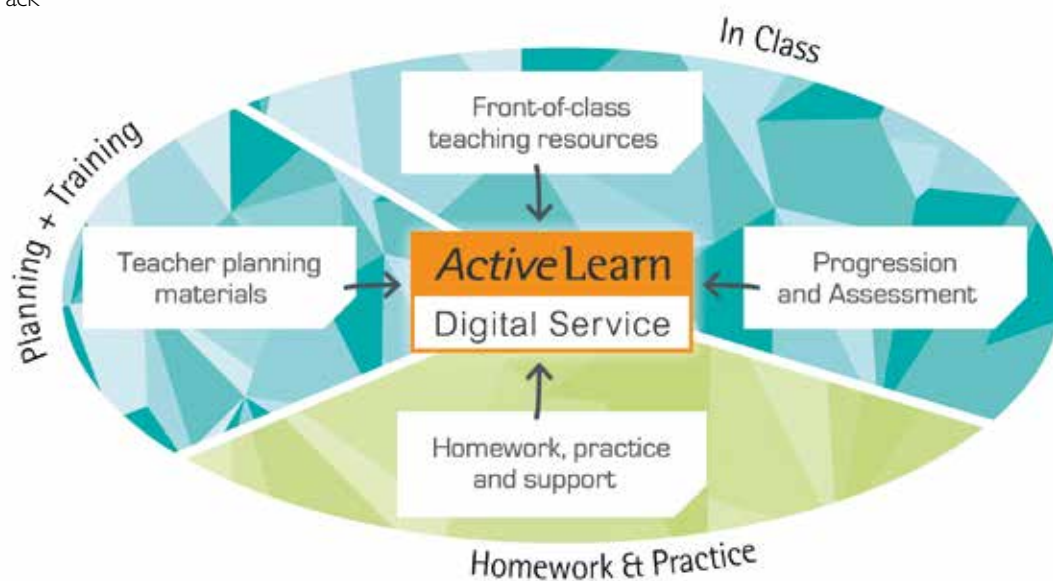 ack
In Class
Front-of-class
teaching resources
Planning + Training
Teacher planning
materials
ActiveLearn
Digital Service
Progression
and Assessment
Homework, practice
and support
Homework & Practice